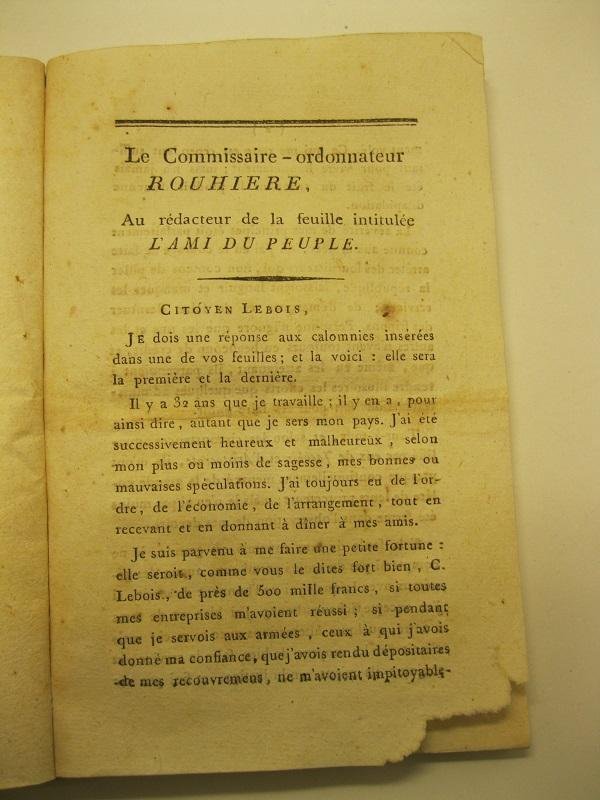 Le Commissaire-ordonnateur
ROUHIERE,
Au rédacteur de la feuille intitulée
L'AMI DU PEUPLE.
CITOYEN LEBOIS,
JE dois une réponse aux calomnies insérées
dans une de vos feuilles; et la voici : elle sera
la première et la dernière.
Il y a 32 ans que je travaille; il y en a, pour
ainsi dire, autant que je sers mon pays. J'ai été
successivement heureux et malheureux, selon
mon plus ou moins de sagesse, mes bonnes ou
mauvaises spéculations. J'ai toujours eu de l'or-
dre, de l'économie, de l'arrangement, tout en
recevant et en donnant à dîner à mes amis.
Je suis parvenu à me faire une petite fortune :
elle seroit, comme vous le dites fort bien, C.
Lebois, de près de 500 mille francs, si toutes
mes entreprises m'avoient réussi; si pendant
que je servois aux armées, ceux à qui j'avois
donné ma confiance, que j'avois rendu dépositaires
de mes recouvremens, ne m'avoient impitoyable-